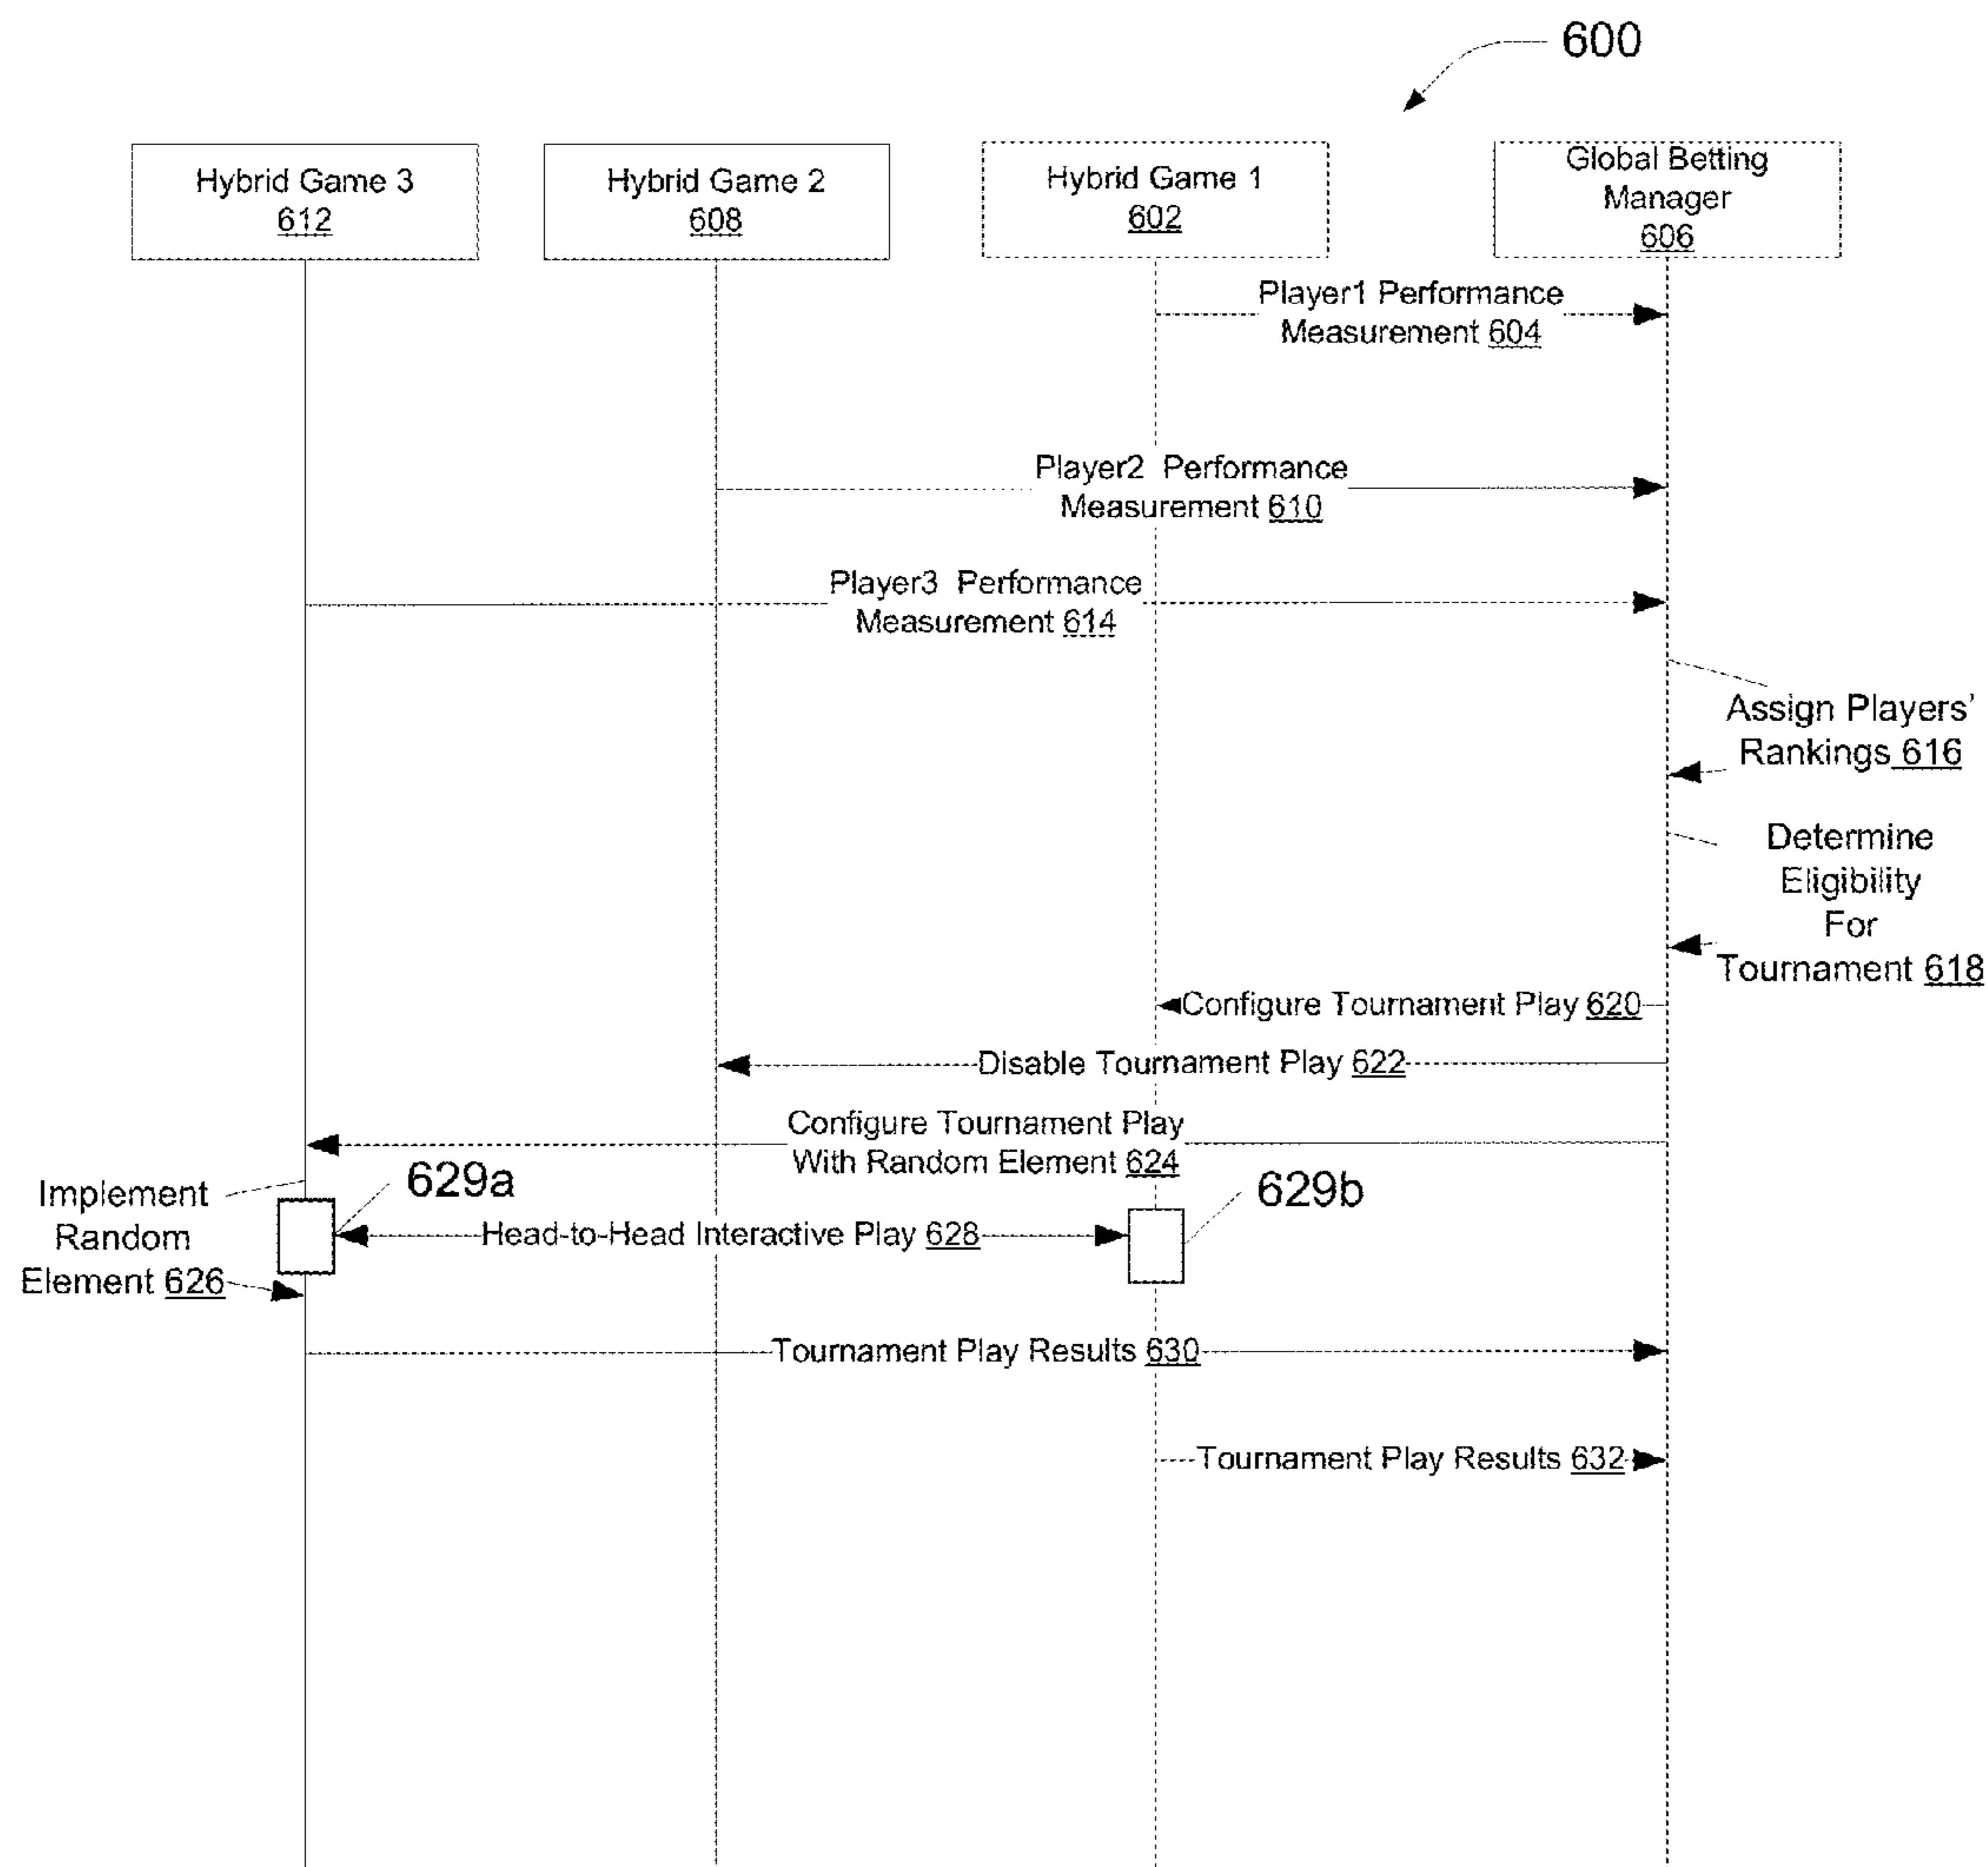 600
Hybrid Game 3
612
Hybrid Game 2
608
Hybrid Game 1
602
Global Betting
Manager
606
Player1 Performance
Measurement 604
Player2 Performance
Measurement 610
Player3 Performance
Measurement 614
Assign Players'
Rankings 616
Determine
Eligibility
For
Tournament 618
Configure Tournament Play 620
Disable Tournament Play 622
Configure Tournament Play
With Random Element 624
Implement
Random
Element 626
629a
Head-to-Head Interactive Play 628
629b
Tournament Play Results 630
Tournament Play Results 632